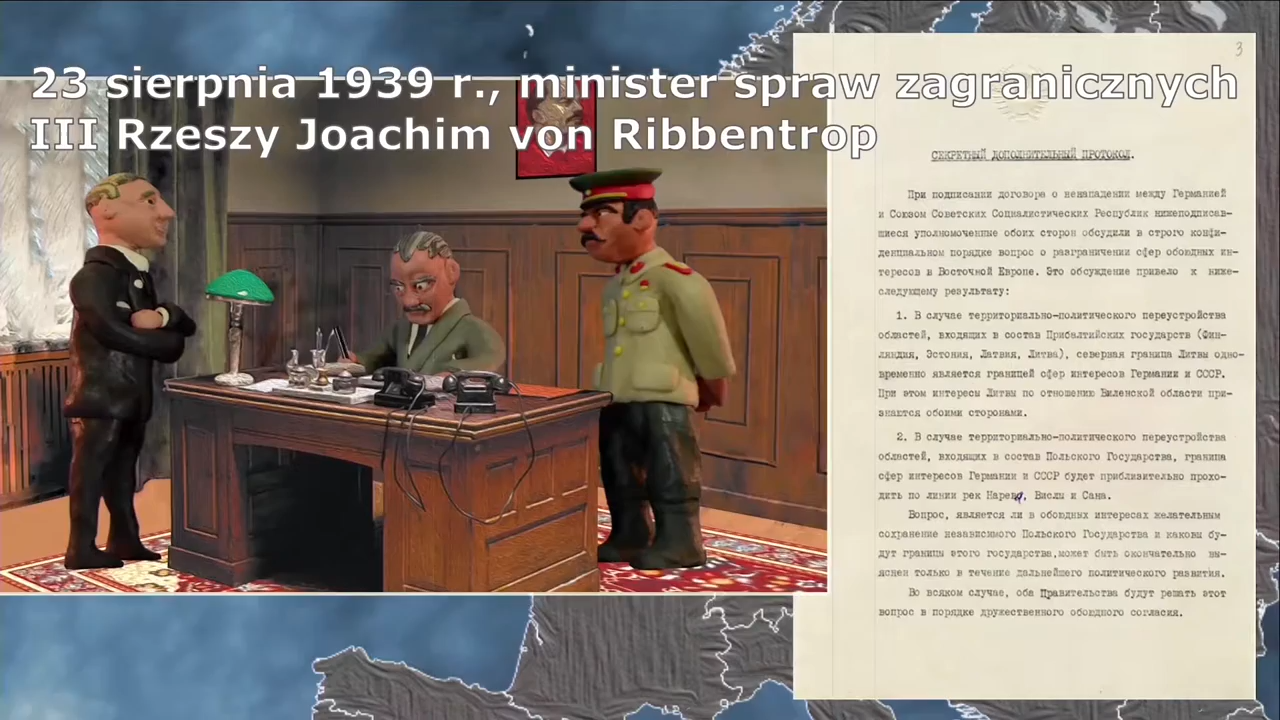 23 sierpnia 1939 r., minister spraw zagranicznych
III Rzeszy Joachim von Ribbentrop
3
СЕКРЕТНЫЙ ДОПОЛНИТЕЛЬНЫЙ ПРОТОКОЛ.
При подписании договора о ненападении между Германией
и Союзом Советских Социалистических Республик нижеподписав-
шиеся уполномоченные обоих сторон обсудили в строго конфи-
денциальном порядке вопрос о разграничении сфер обоюдных ин-
тересов в Восточной Европе. Это обсуждение привело к ниже-
следующему результату:
1. В случае территориально-политического переустройства
областей, входящих в состав Прибалтийских государств (Фин-
ляндия, Эстония, Латвия, Литва), северная граница Литвы одно-
временно является границей сфер интересов Германии и СССР.
При этом интересы Литвы по отношению Виленской области при-
знаются обоими сторонами.
2. В случае территориально-политического переустройства
областей, входящих в состав Польского Государства, граница
сфер интересов Германии и СССР будет приблизительно прохо-
дить по линии рек Нарева, Вислы и Сана.
Вопрос, является ли в обоюдных интересах желательным
сохранение независимого Польского Государства и каковы бу-
дут границы этого государства, может быть окончательно вы-
яснен только в течение дальнейшего политического развития.
Во всяком случае, оба Правительства будут решать этот
вопрос в порядке дружественного обоюдного согласия.